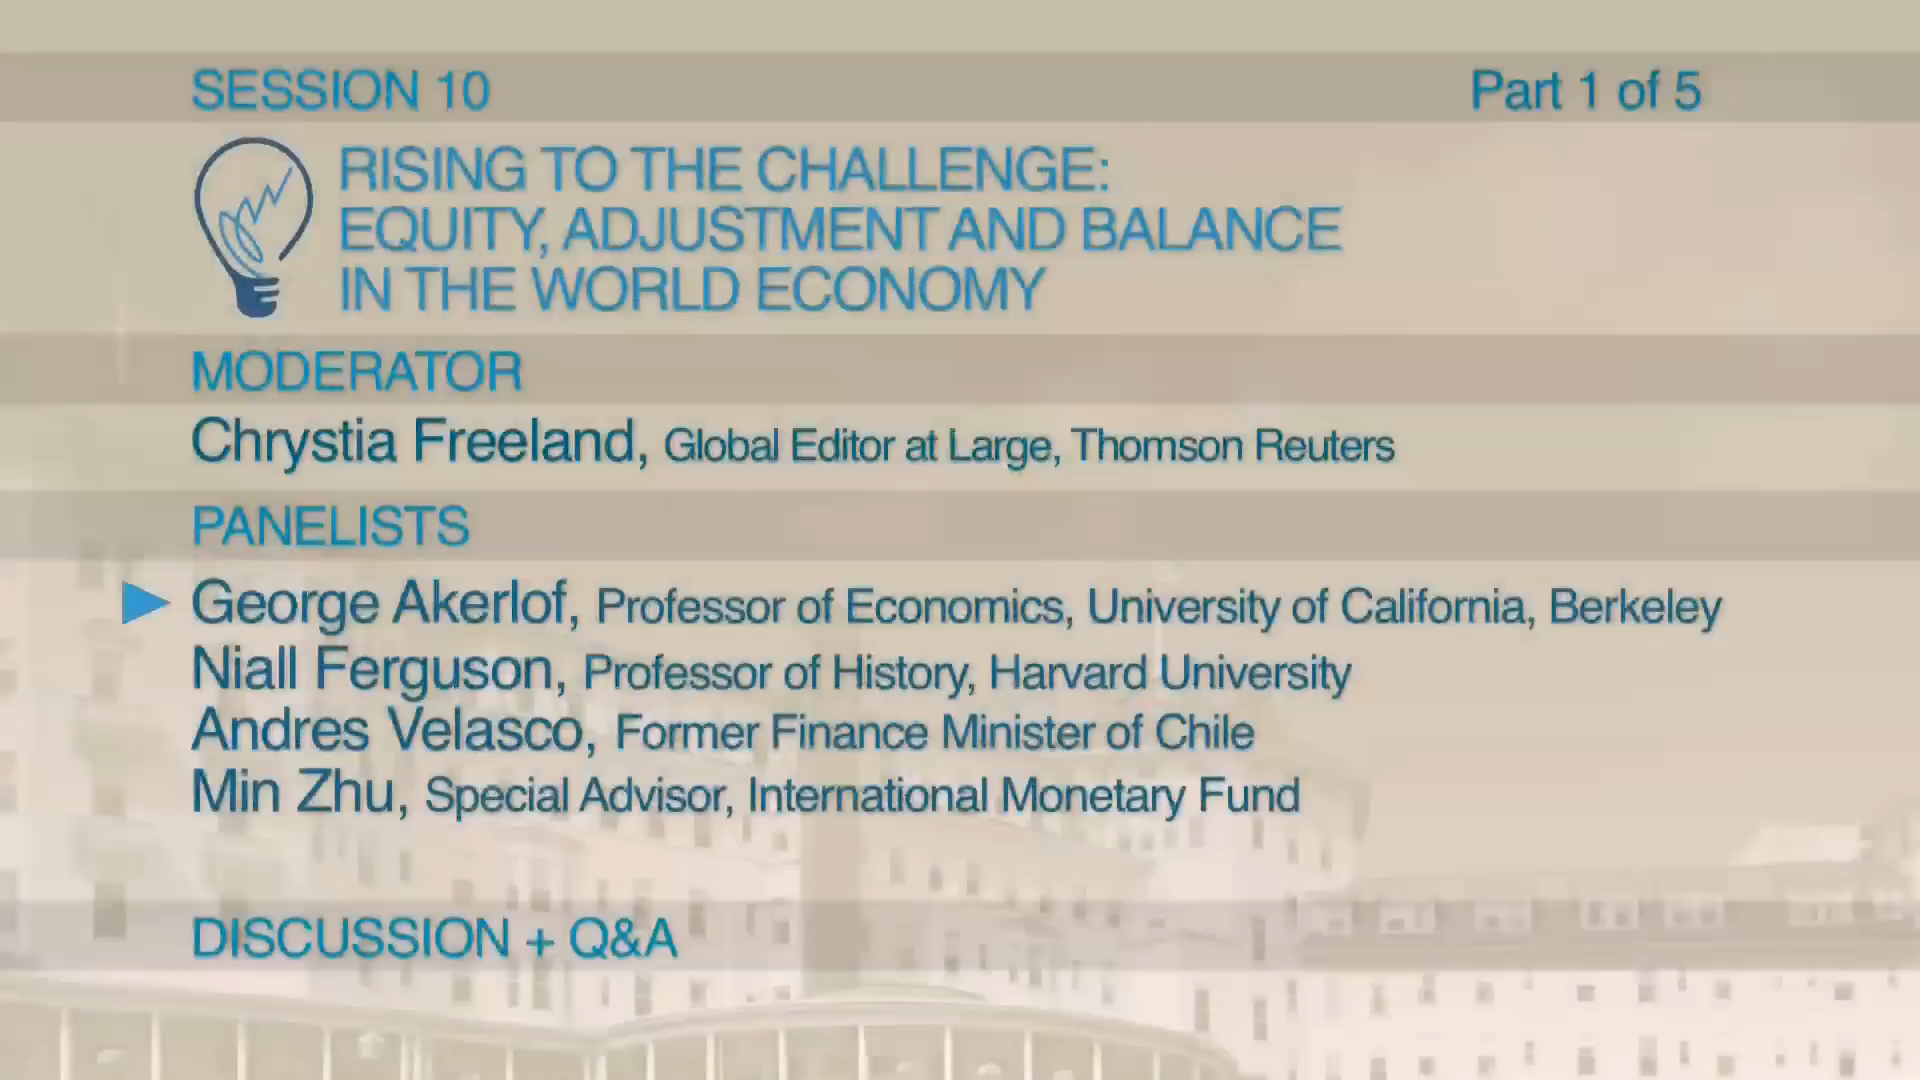 SESSION 10
Part 1 of 5
RISING TO THE CHALLENGE:
EQUITY, ADJUSTMENT AND BALANCE
IN THE WORLD ECONOMY
MODERATOR
Chrystia Freeland, Global Editor at Large, Thomson Reuters
PANELISTS
George Akerlof, Professor of Economics, University of California, Berkeley
Niall Ferguson, Professor of History, Harvard University
Andres Velasco, Former Finance Minister of Chile
Min Zhu, Special Advisor, International Monetary Fund
DISCUSSION + Q&A